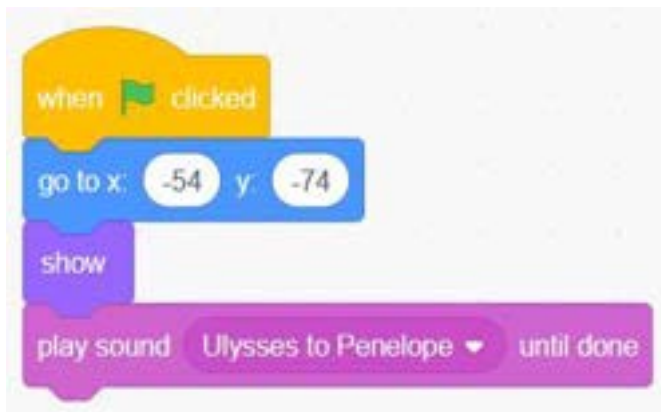 when clicked
go to x: -54 y: -74
show
play sound Ulysses to Penelope until done